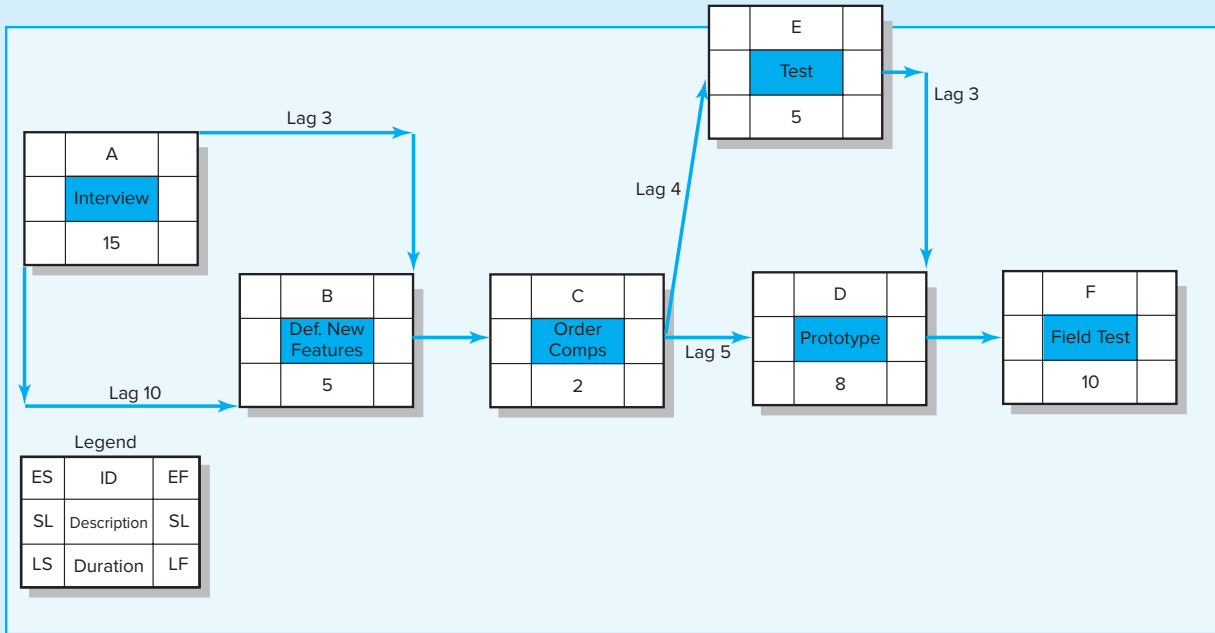 E
Test
5
Lag 3
Lag 3
A
Interview
15
Lag 4
B
Def. New
Features
5
C
Order
Comps
2
Lag 5
D
Prototype
8
F
Field Test
10
Lag 10
Legend
ES ID EF
SL Description SL
LS Duration LF